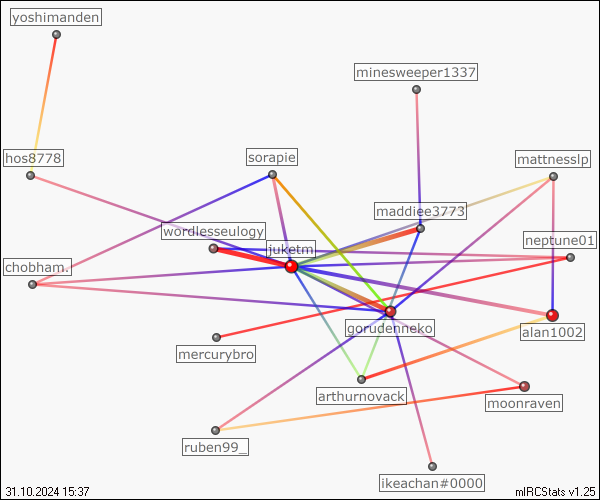 yoshimanden
minesweeper1337
hos8778
sorapie
mattnesslp
maddiee3773
wordlesseulogy
neptune01
juketm
chobham.
gorudenneko
alan1002
mercurybro
arthurnovack
moonraven
ruben99_
ikeachan#0000
31.10.2024 15:37
mIRCStats v1.25